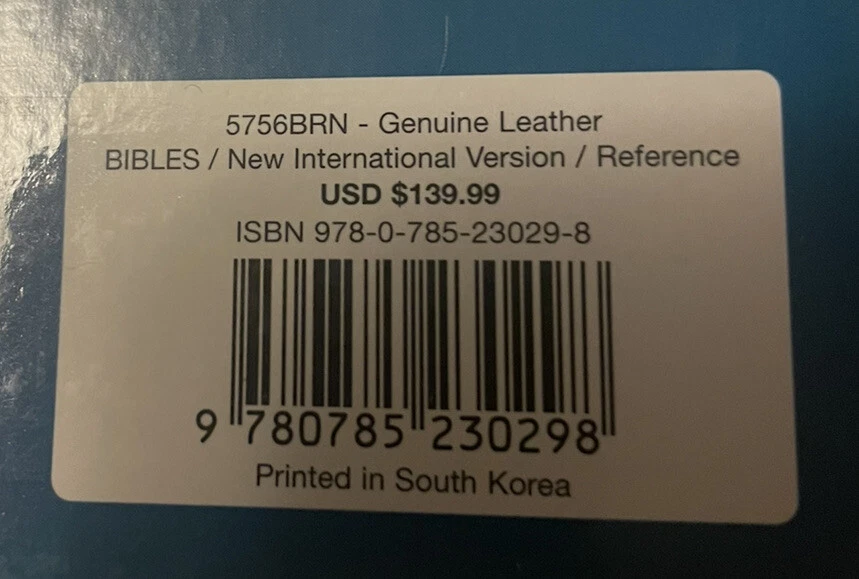 5756BRN - Genuine Leather
BIBLES / New International Version / Reference
USD $139.99
ISBN 978-0-785-23029-8
9 780785 230298
Printed in South Korea